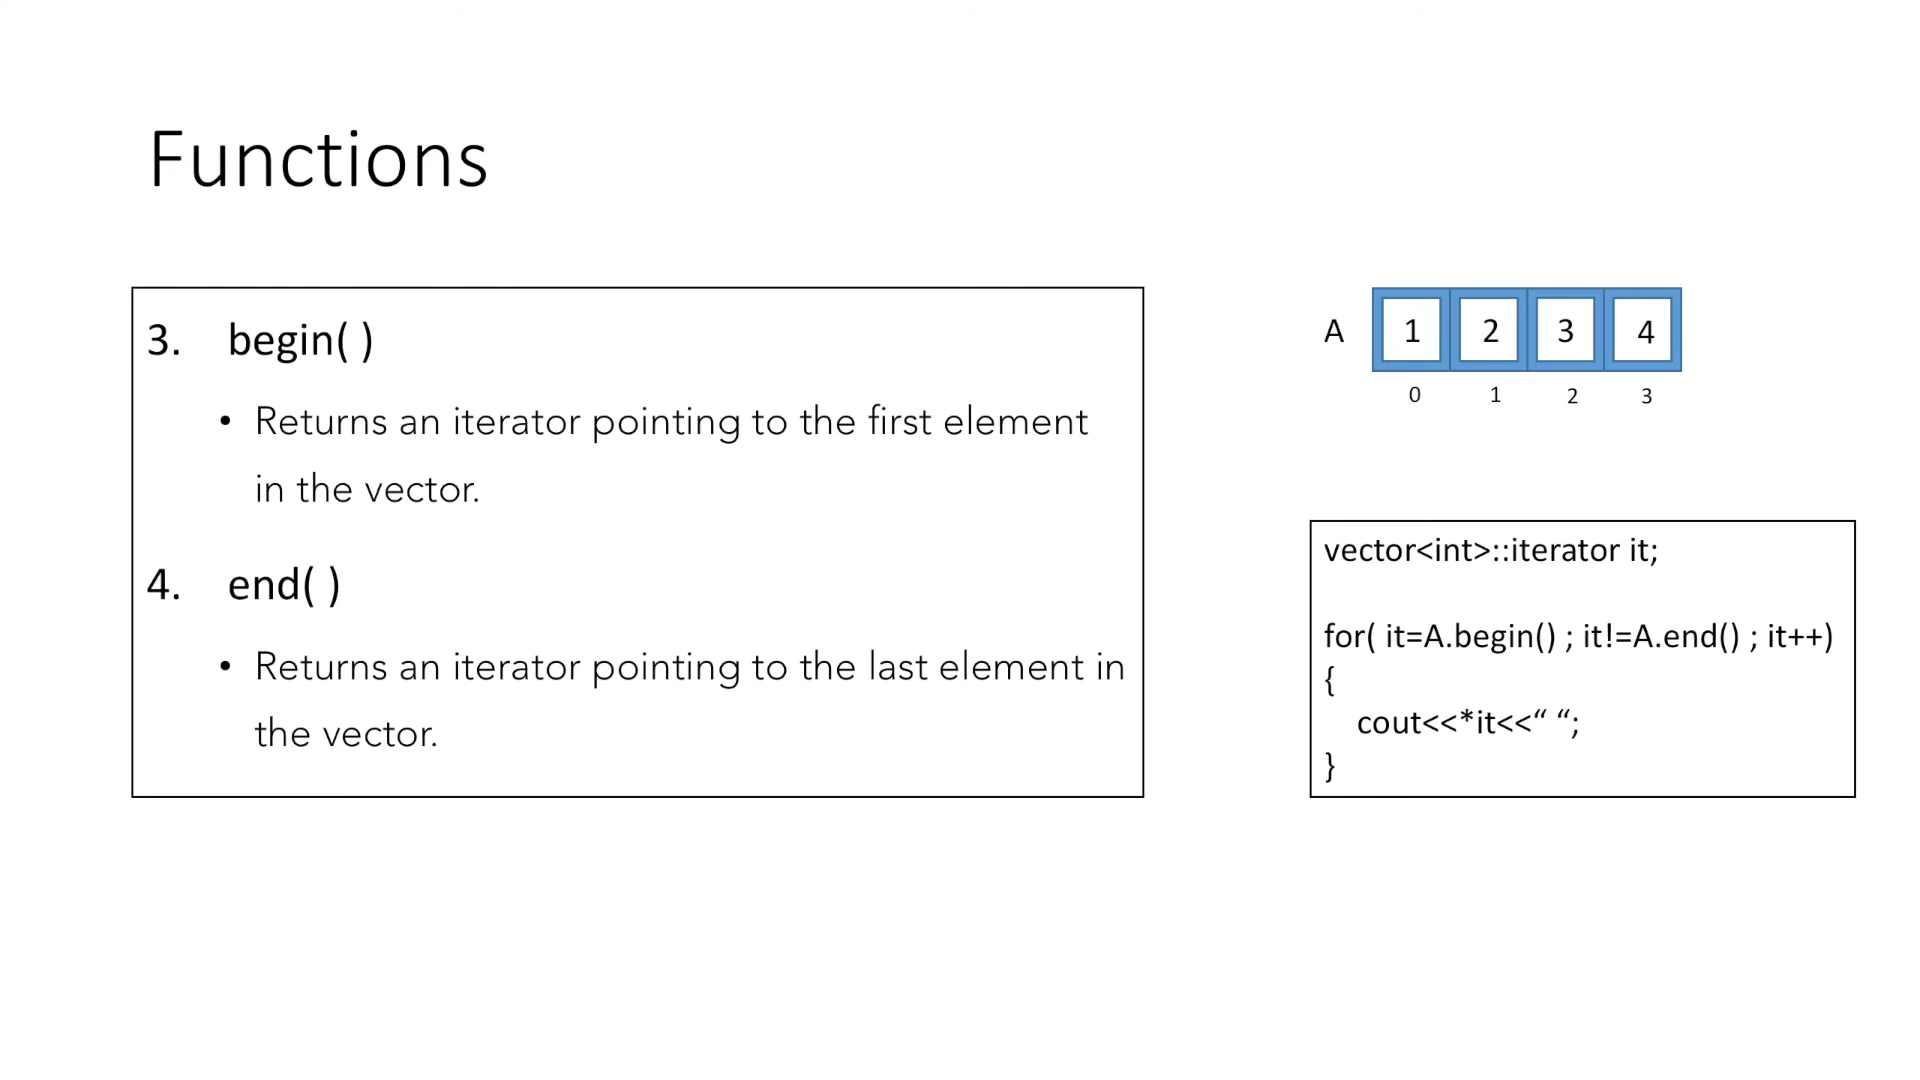 Functions
3. begin( )
• Returns an iterator pointing to the first element
in the vector.
4. end( )
• Returns an iterator pointing to the last element in
the vector.
A 1 2 3 4
0 1 2 3
vector<int>::iterator it;
for( it=A.begin() ; it!=A.end() ; it++)
{
cout<<*it<<“ “;
}